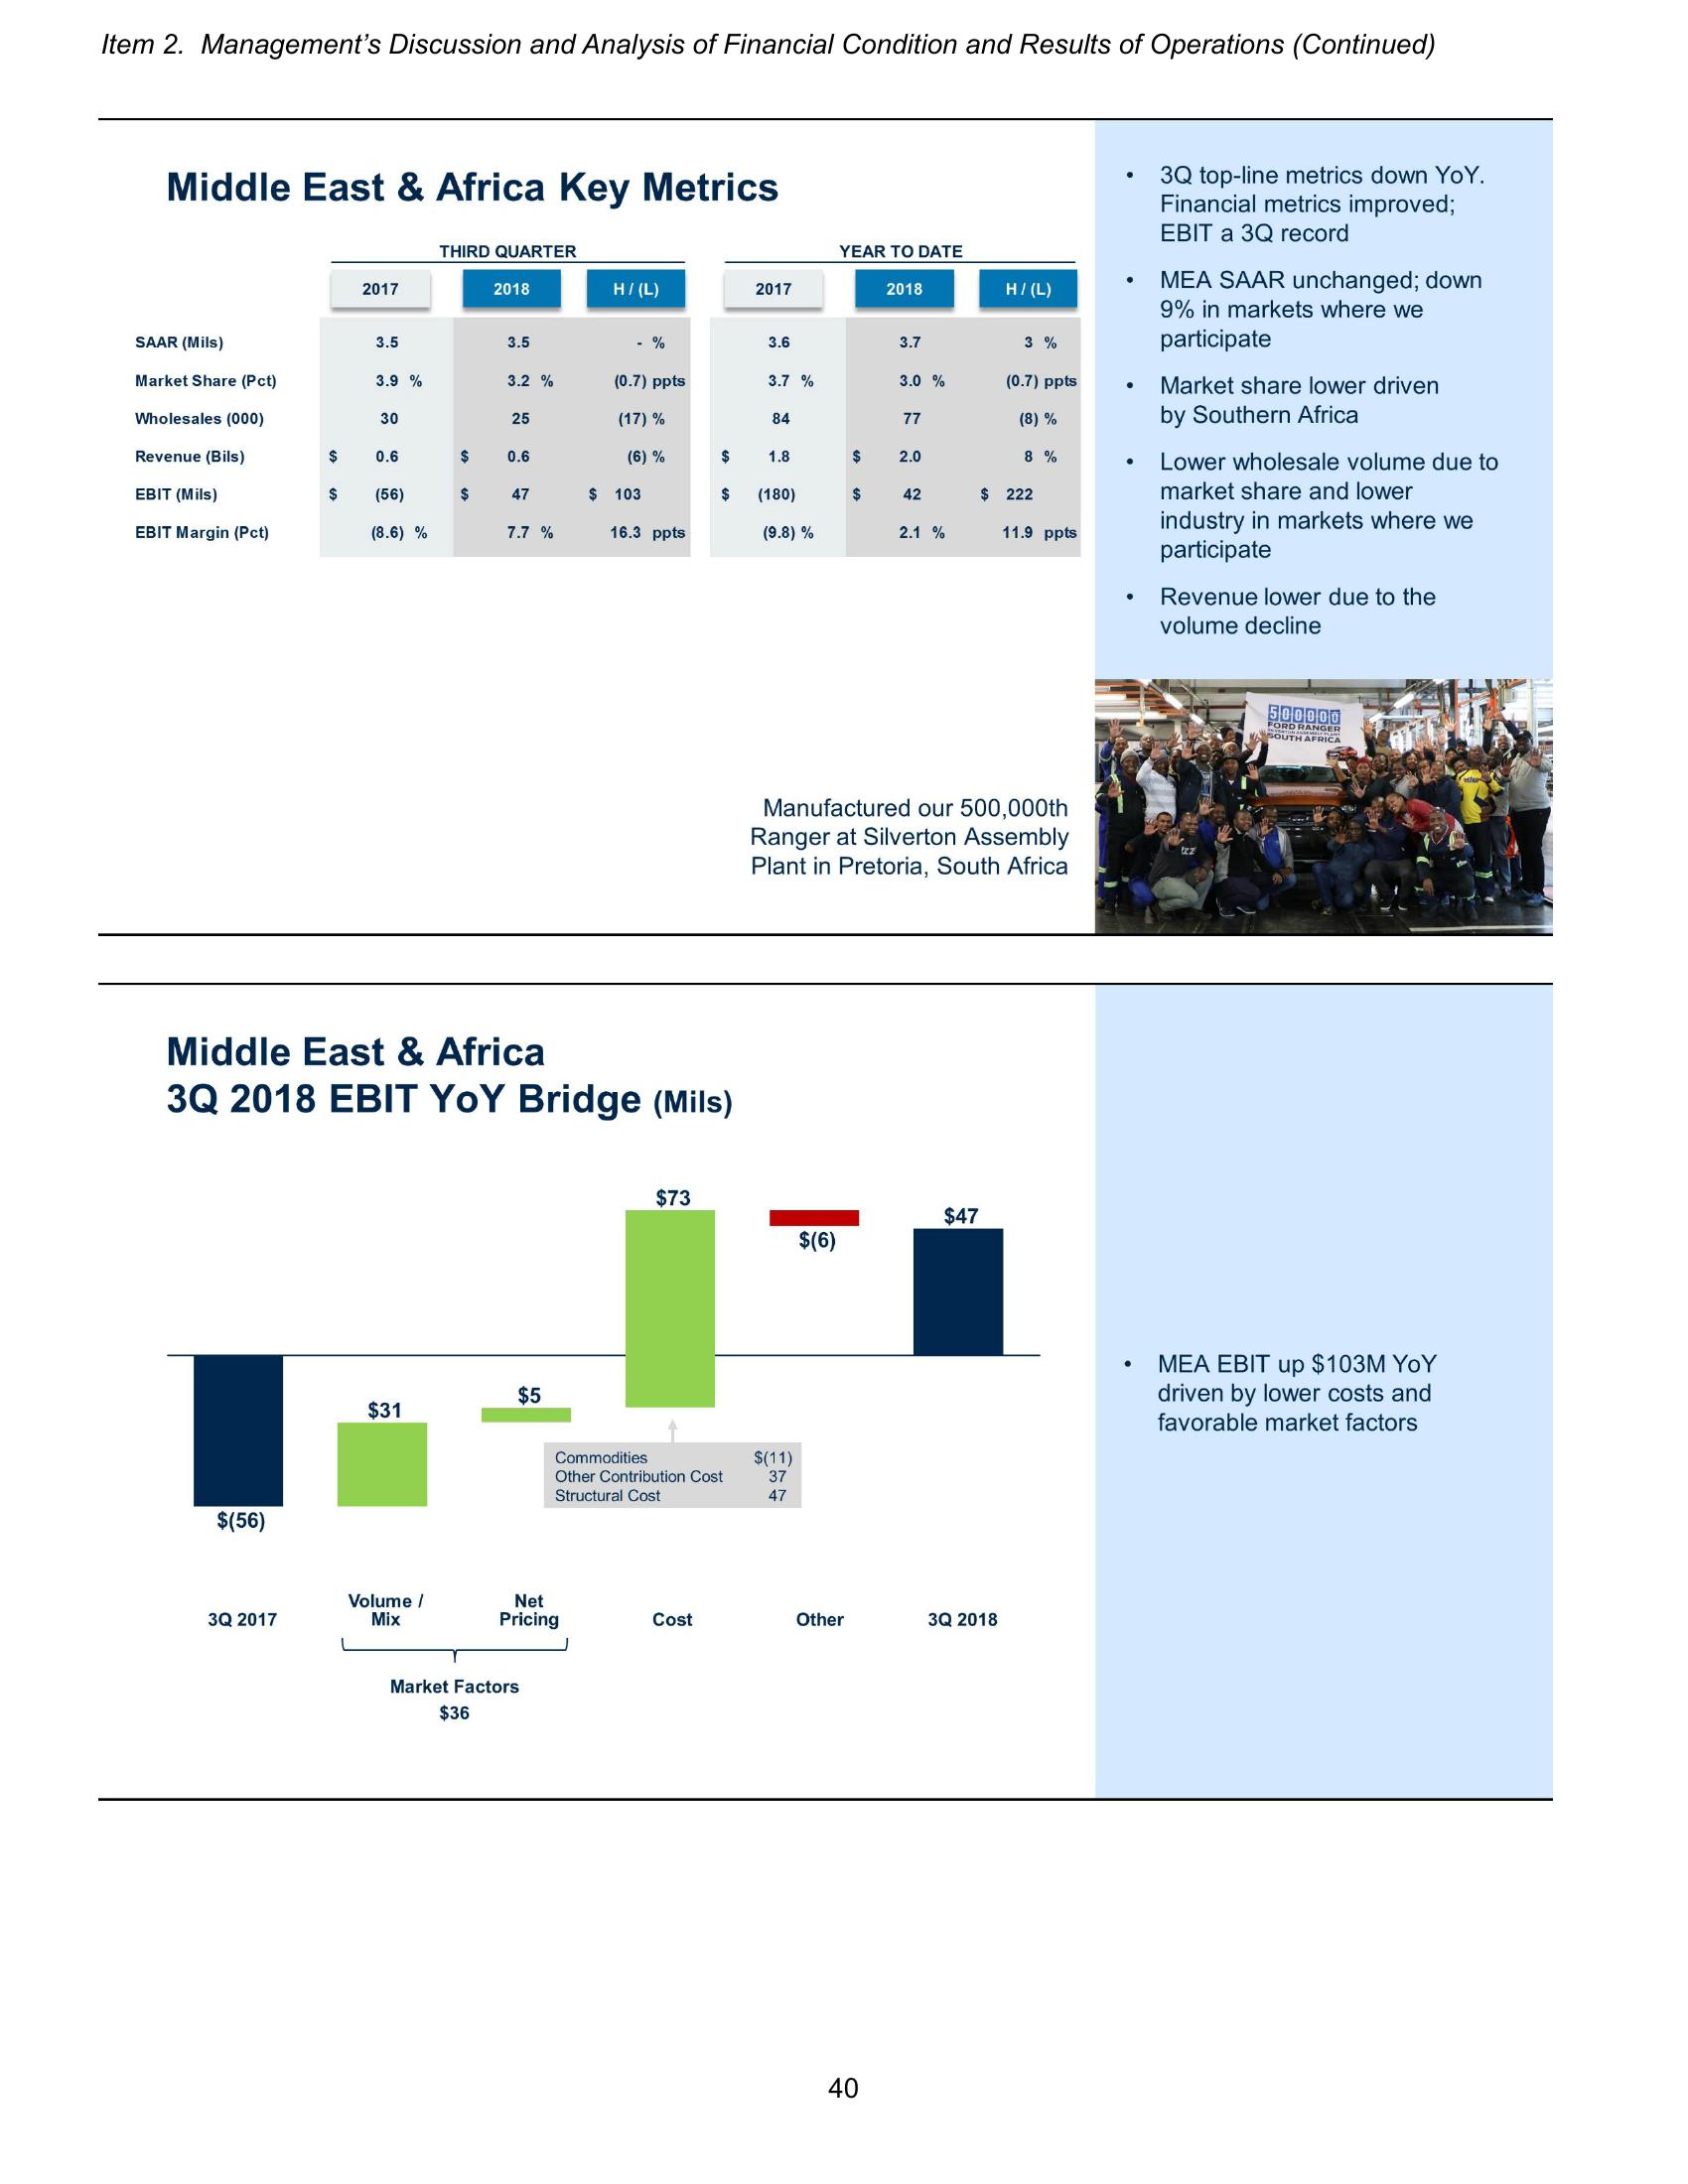 Item 2.  Management’s Discussion and Analysis of Financial Condition and Results of Operations (Continued)
Middle East & Africa Key Metrics
THIRD QUARTER YEAR TO DATE
2017 2018 H / (L) 2017 2018 H / (L)
SAAR (Mils) 3.5 3.5 - % 3.6 3.7 3 %
Market Share (Pct) 3.9 % 3.2 % (0.7) ppts 3.7 % 3.0 % (0.7) ppts
Wholesales (000) 30 25 (17) % 84 77 (8) %
Revenue (Bils) $ 0.6 $ 0.6 (6) % $ 1.8 $ 2.0 8 %
EBIT (Mils) $ (56) $ 47 $ 103 $ (180) $ 42 $ 222
EBIT Margin (Pct) (8.6) % 7.7 % 16.3 ppts (9.8) % 2.1 % 11.9 ppts
• 3Q top-line metrics down YoY.
Financial metrics improved;
EBIT a 3Q record
• MEA SAAR unchanged; down
9% in markets where we
participate
• Market share lower driven
by Southern Africa
• Lower wholesale volume due to
market share and lower
industry in markets where we
participate
• Revenue lower due to the
volume decline
Manufactured our 500,000th
Ranger at Silverton Assembly
Plant in Pretoria, South Africa
500000
FORD RANGER
SILVERTON ASSEMBLY PLANT
SOUTH AFRICA
Middle East & Africa
3Q 2018 EBIT YoY Bridge (Mils)
$73
$(6)
$47
$31
$5
$(56)
Commodities $(11)
Other Contribution Cost 37
Structural Cost 47
3Q 2017
Volume /
Mix
Net
Pricing
Cost
Other
3Q 2018
Market Factors
$36
• MEA EBIT up $103M YoY
driven by lower costs and
favorable market factors
40